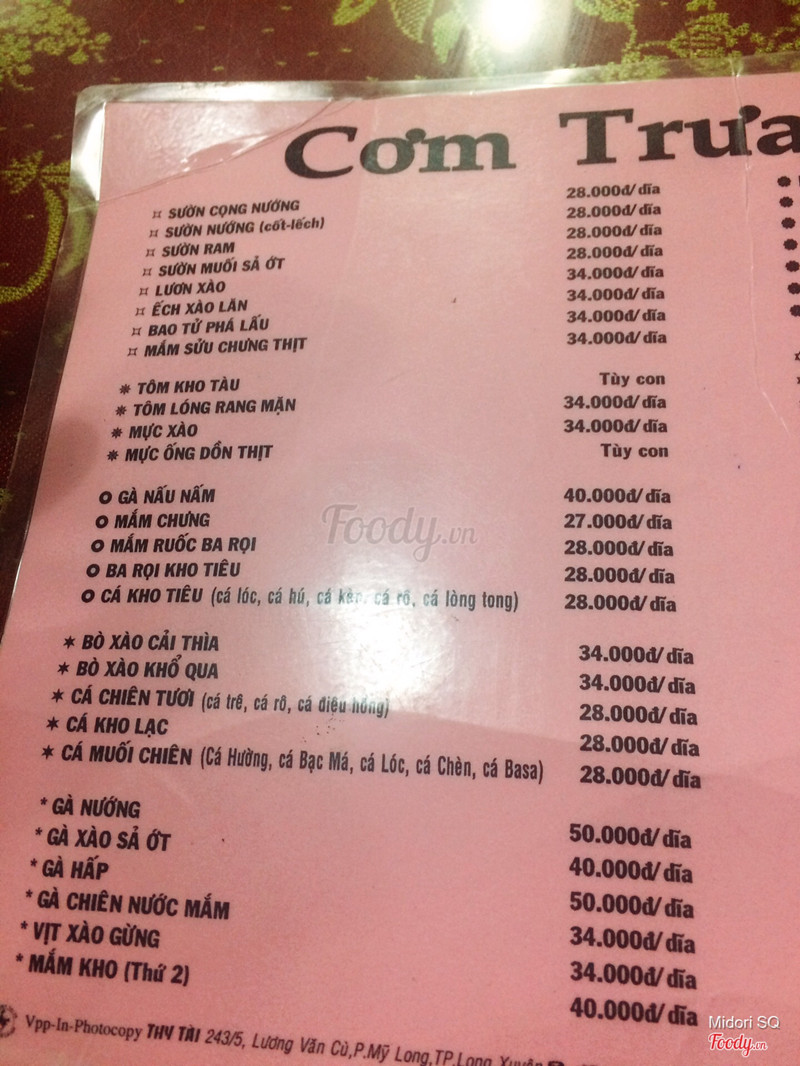 Cơm Trưa
¤ SƯỜN CỌNG NƯỚNG 28.000đ/dĩa
¤ SƯỜN NƯỚNG (cốt-lếch) 28.000đ/dĩa
¤ SƯỜN RAM 28.000đ/dĩa
¤ SƯỜN MUỐI SẢ ỚT 28.000đ/dĩa
¤ LƯƠN XÀO 34.000đ/dĩa
¤ ẾCH XÀO LĂN 34.000đ/dĩa
¤ BAO TỬ PHÁ LẤU 34.000đ/dĩa
¤ MẮM SỬU CHƯNG THỊT 34.000đ/dĩa
* TÔM KHO TÀU Tùy con
* TÔM LÓNG RANG MẶN 34.000đ/dĩa
* MỰC XÀO 34.000đ/dĩa
* MỰC ỐNG DỒN THỊT Tùy con
○ GÀ NẤU NẤM 40.000đ/dĩa
○ MẮM CHƯNG 27.000đ/dĩa
○ MẮM RUỐC BA RỌI 28.000đ/dĩa
○ BA RỌI KHO TIÊU 28.000đ/dĩa
○ CÁ KHO TIÊU (cá lóc, cá hú, cá kèo, cá rô, cá lòng tong) 28.000đ/dĩa
* BÒ XÀO CẢI THÌA 34.000đ/dĩa
* BÒ XÀO KHỔ QUA 34.000đ/dĩa
* CÁ CHIÊN TƯƠI (cá trê, cá rô, cá điêu hồng) 28.000đ/dĩa
* CÁ KHO LẠC 28.000đ/dĩa
* CÁ MUỐI CHIÊN (Cá Hường, cá Bạc Má, cá Lóc, cá Chèn, cá Basa) 28.000đ/dĩa
* GÀ NƯỚNG 50.000đ/dĩa
* GÀ XÀO SẢ ỚT 40.000đ/dĩa
* GÀ HẤP 50.000đ/dĩa
* GÀ CHIÊN NƯỚC MẮM 34.000đ/dĩa
* VỊT XÀO GỪNG 34.000đ/dĩa
* MẮM KHO (Thứ 2) 40.000đ/dĩa
Vpp-In-Photocopy THY TÀI 243/5, Lương Văn Cù, P.Mỹ Long, TP.Long Xuyên
Foody.vn
Midori SQ
Foody.vn